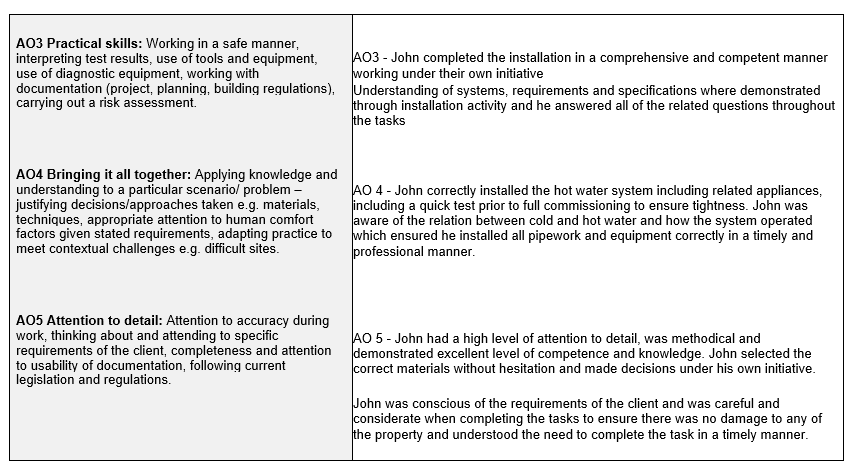 AO3 Practical skills: Working in a safe manner,
interpreting test results, use of tools and equipment,
use of diagnostic equipment, working with
documentation (project, planning, building regulations),
carrying out a risk assessment.
AO3 - John completed the installation in a comprehensive and competent manner
working under their own initiative
Understanding of systems, requirements and specifications where demonstrated
through installation activity and he answered all of the related questions throughout
the tasks
AO4 Bringing it all together: Applying knowledge and
understanding to a particular scenario/ problem –
justifying decisions/approaches taken e.g. materials,
techniques, appropriate attention to human comfort
factors given stated requirements, adapting practice to
meet contextual challenges e.g. difficult sites.
AO 4 - John correctly installed the hot water system including related appliances,
including a quick test prior to full commissioning to ensure tightness. John was
aware of the relation between cold and hot water and how the system operated
which ensured he installed all pipework and equipment correctly in a timely and
professional manner.
AO5 Attention to detail: Attention to accuracy during
work, thinking about and attending to specific
requirements of the client, completeness and attention
to usability of documentation, following current
legislation and regulations.
AO 5 - John had a high level of attention to detail, was methodical and
demonstrated excellent level of competence and knowledge. John selected the
correct materials without hesitation and made decisions under his own initiative.
John was conscious of the requirements of the client and was careful and
considerate when completing the tasks to ensure there was no damage to any of
the property and understood the need to complete the task in a timely manner.